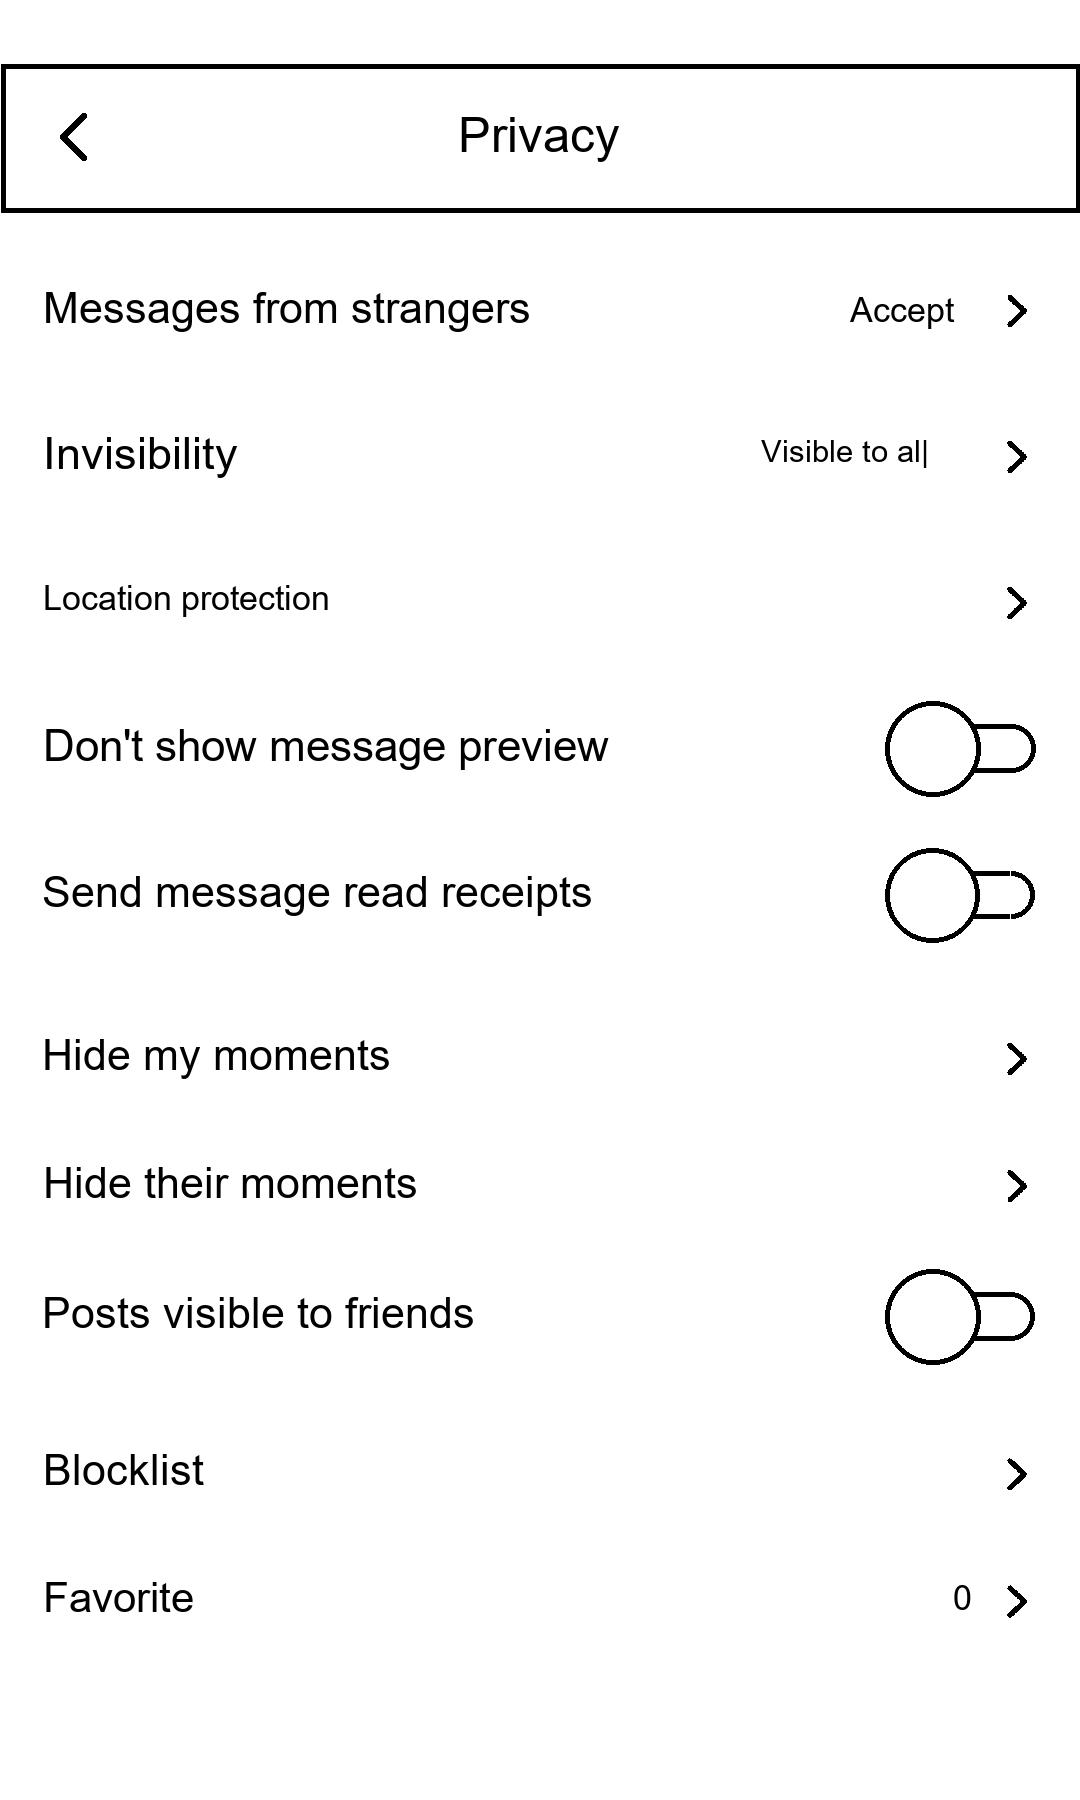 Privacy
Messages from strangers Accept
Invisibility Visible to al|
Location protection
Don't show message preview
Send message read receipts
Hide my moments
Hide their moments
Posts visible to friends
Blocklist
Favorite 0